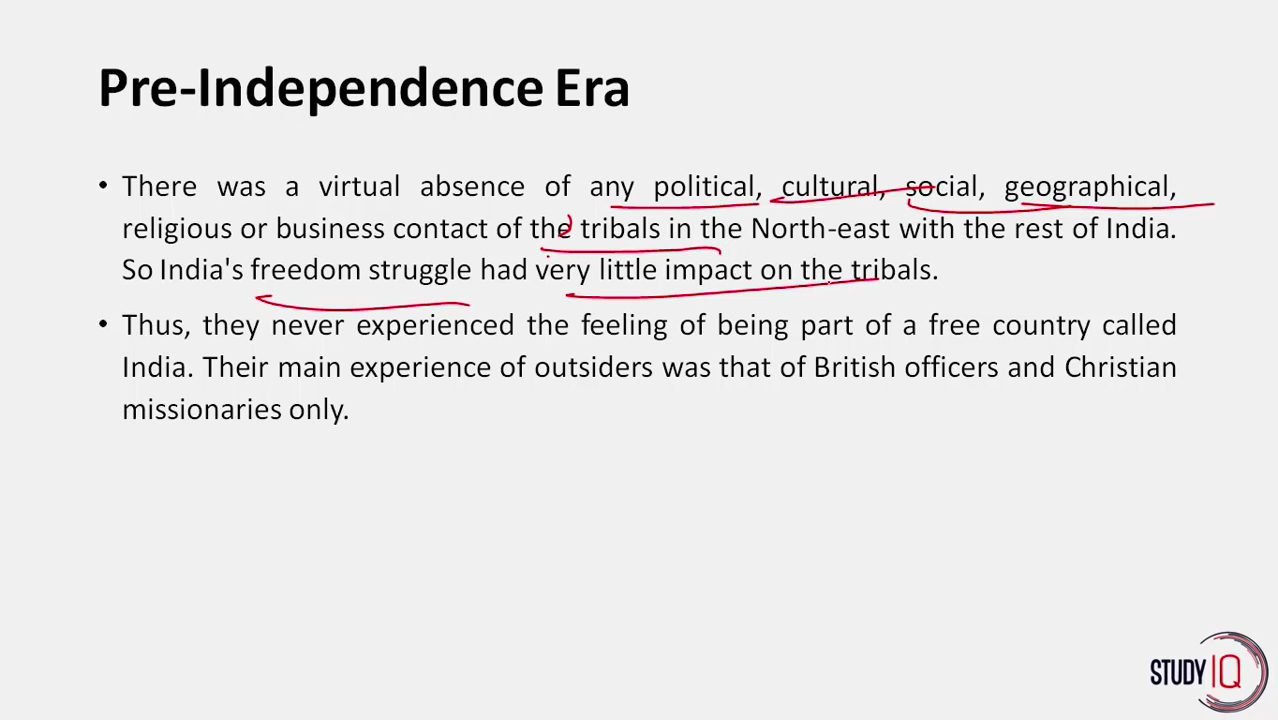 Pre-Independence Era
• There was a virtual absence of any political, cultural, social, geographical,
religious or business contact of the tribals in the North-east with the rest of India.
So India's freedom struggle had very little impact on the tribals.
• Thus, they never experienced the feeling of being part of a free country called
India. Their main experience of outsiders was that of British officers and Christian
missionaries only.
STUDY IQ